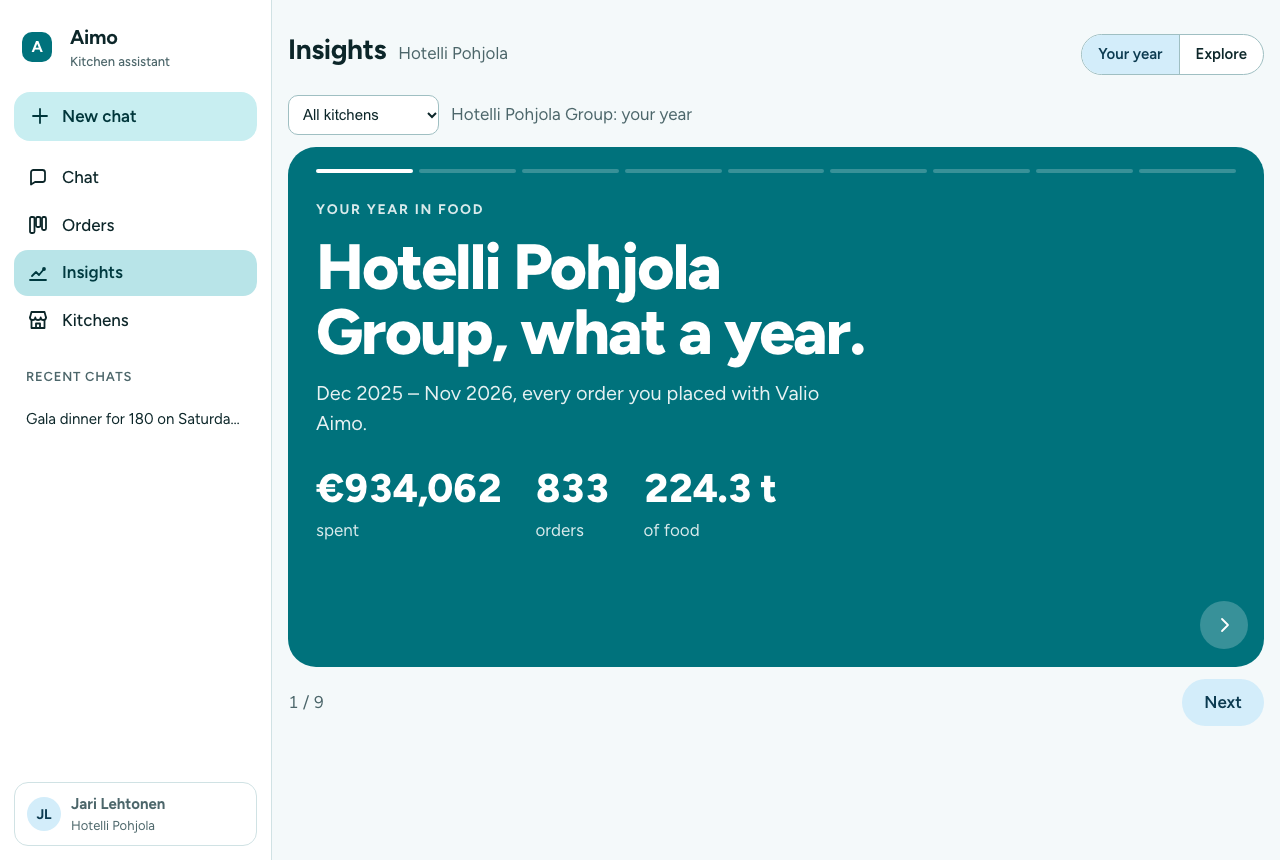 A
Aimo
Kitchen assistant
New chat
Chat
Orders
Insights
Kitchens
RECENT CHATS
Gala dinner for 180 on Saturda...
JL
Jari Lehtonen
Hotelli Pohjola
Insights
Hotelli Pohjola
Your year
Explore
All kitchens
Hotelli Pohjola Group: your year
YOUR YEAR IN FOOD
Hotelli Pohjola
Group, what a year.
Dec 2025 – Nov 2026, every order you placed with Valio
Aimo.
€934,062
spent
833
orders
224.3 t
of food
1 / 9
Next